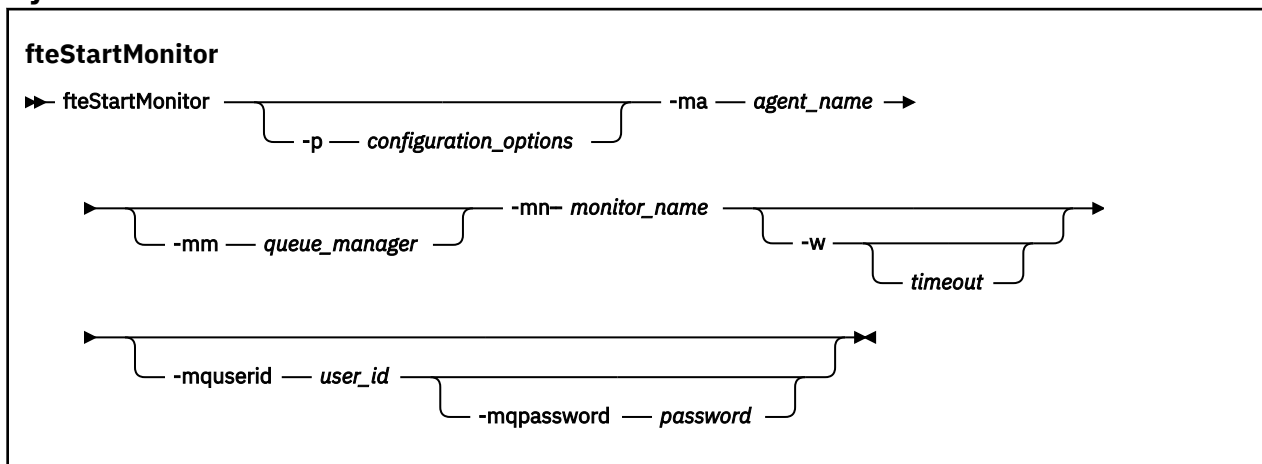 fteStartMonitor
fteStartMonitor -ma agent_name
-p configuration_options
-mn monitor_name
-mm queue_manager -w
timeout
-mquserid user_id
-mqpassword password